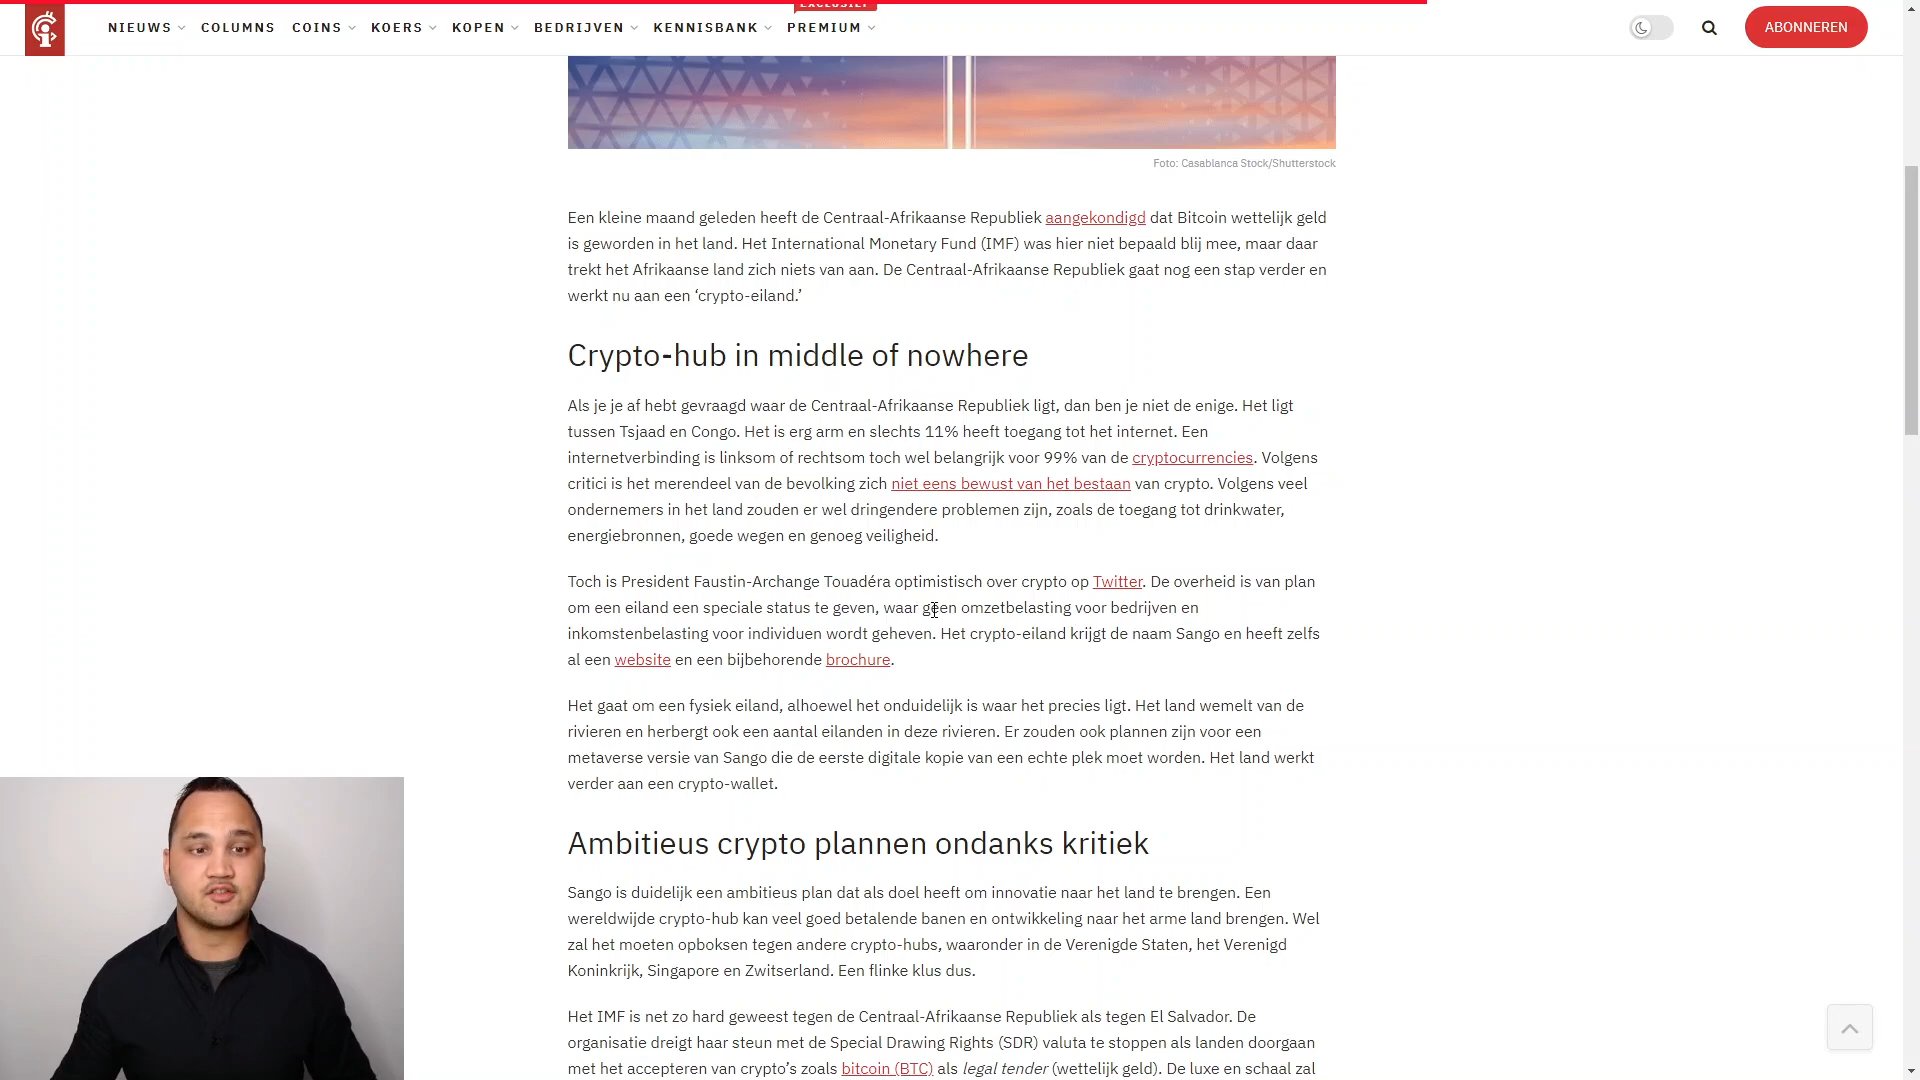 EXCLUSIEF
NIEUWS COLUMNS COINS KOERS KOPEN BEDRIJVEN KENNISBANK PREMIUM ABONNEREN
Foto: Casablanca Stock/Shutterstock
Een kleine maand geleden heeft de Centraal-Afrikaanse Republiek aangekondigd dat Bitcoin wettelijk geld
is geworden in het land. Het International Monetary Fund (IMF) was hier niet bepaald blij mee, maar daar
trekt het Afrikaanse land zich niets van aan. De Centraal-Afrikaanse Republiek gaat nog een stap verder en
werkt nu aan een ‘crypto-eiland.’
Crypto-hub in middle of nowhere
Als je je af hebt gevraagd waar de Centraal-Afrikaanse Republiek ligt, dan ben je niet de enige. Het ligt
tussen Tsjaad en Congo. Het is erg arm en slechts 11% heeft toegang tot het internet. Een
internetverbinding is linksom of rechtsom toch wel belangrijk voor 99% van de cryptocurrencies. Volgens
critici is het merendeel van de bevolking zich niet eens bewust van het bestaan van crypto. Volgens veel
ondernemers in het land zouden er wel dringendere problemen zijn, zoals de toegang tot drinkwater,
energiebronnen, goede wegen en genoeg veiligheid.
Toch is President Faustin-Archange Touadéra optimistisch over crypto op Twitter. De overheid is van plan
om een eiland een speciale status te geven, waar geen omzetbelasting voor bedrijven en
inkomstenbelasting voor individuen wordt geheven. Het crypto-eiland krijgt de naam Sango en heeft zelfs
al een website en een bijbehorende brochure.
Het gaat om een fysiek eiland, alhoewel het onduidelijk is waar het precies ligt. Het land wemelt van de
rivieren en herbergt ook een aantal eilanden in deze rivieren. Er zouden ook plannen zijn voor een
metaverse versie van Sango die de eerste digitale kopie van een echte plek moet worden. Het land werkt
verder aan een crypto-wallet.
Ambitieus crypto plannen ondanks kritiek
Sango is duidelijk een ambitieus plan dat als doel heeft om innovatie naar het land te brengen. Een
wereldwijde crypto-hub kan veel goed betalende banen en ontwikkeling naar het arme land brengen. Wel
zal het moeten opboksen tegen andere crypto-hubs, waaronder in de Verenigde Staten, het Verenigd
Koninkrijk, Singapore en Zwitserland. Een flinke klus dus.
Het IMF is net zo hard geweest tegen de Centraal-Afrikaanse Republiek als tegen El Salvador. De
organisatie dreigt haar steun met de Special Drawing Rights (SDR) valuta te stoppen als landen doorgaan
met het accepteren van crypto’s zoals bitcoin (BTC) als legal tender (wettelijk geld). De luxe en schaal zal